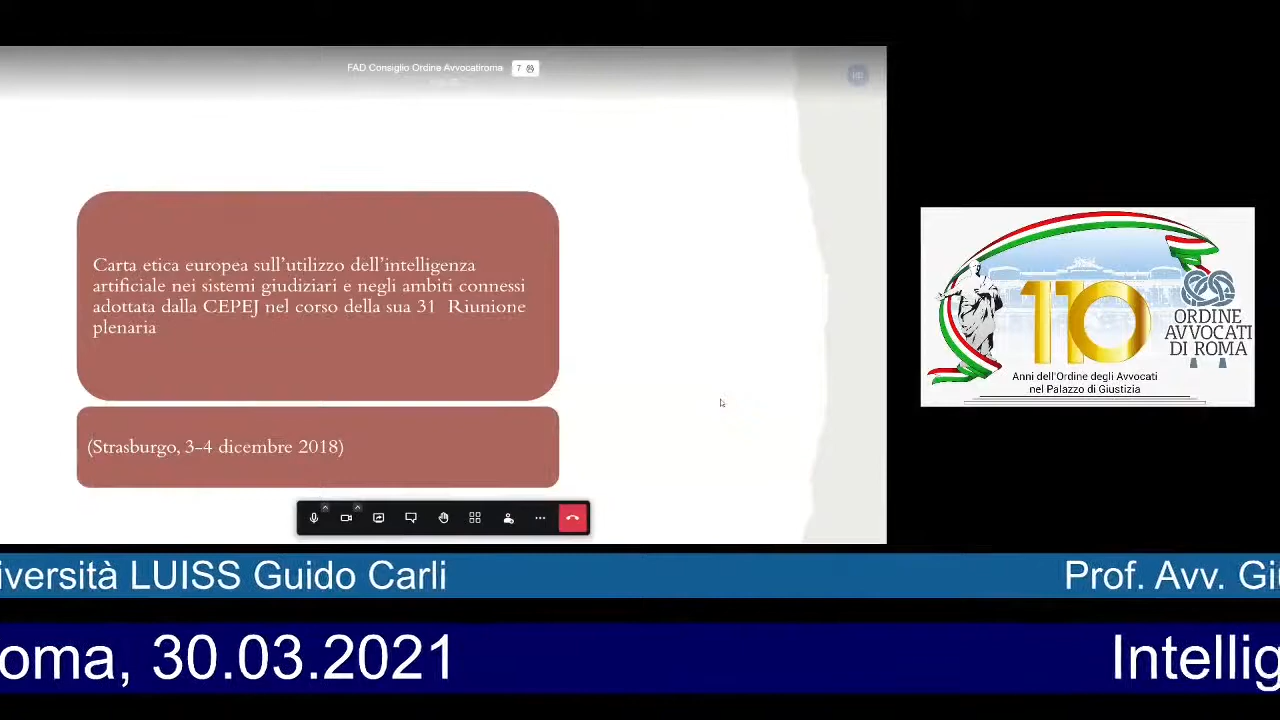 FAD Consiglio Ordine Avvocatiroma 7
Carta etica europea sull'utilizzo dell'intelligenza
artificiale nei sistemi giudiziari e negli ambiti connessi
adottata dalla CEPEJ nel corso della sua 31 Riunione
plenaria
(Strasburgo, 3-4 dicembre 2018)
110
ORDINE
AVVOCATI
DI ROMA
Anni dell'Ordine degli Avvocati
nel Palazzo di Giustizia
iversità LUISS Guido Carli
Prof. Avv. Gi
oma, 30.03.2021
Intellig